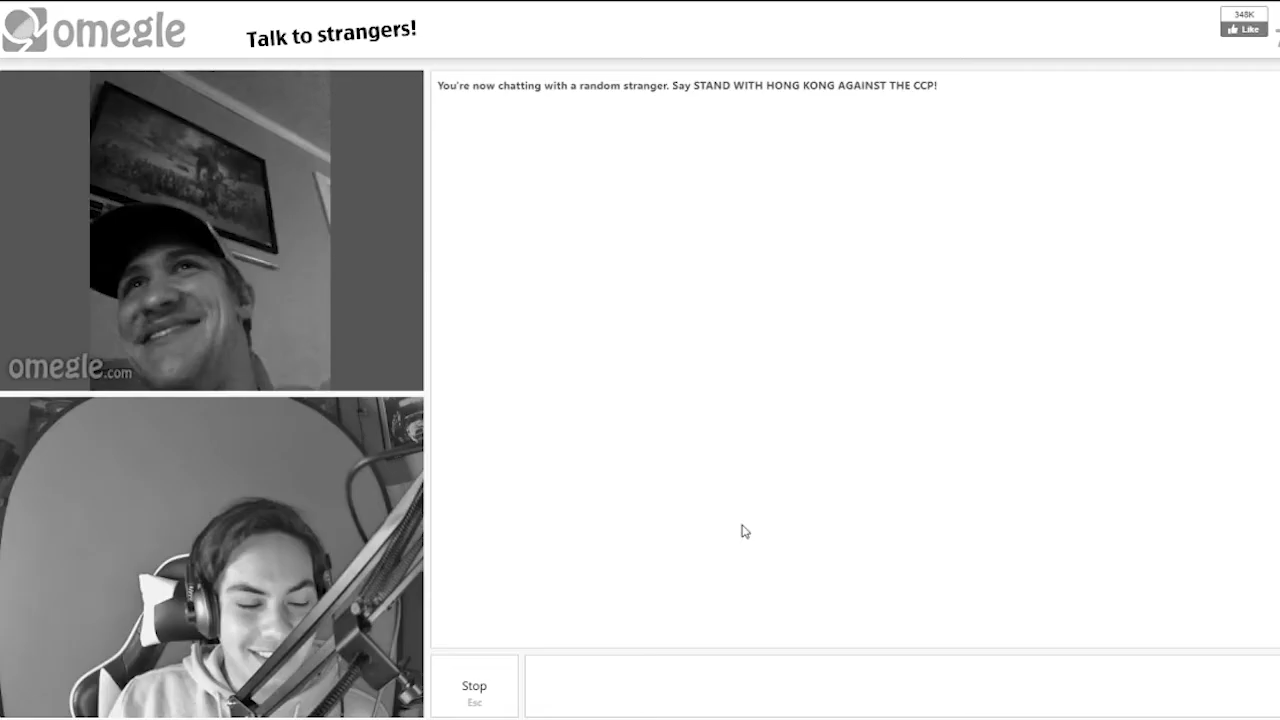 omegle
Talk to strangers!
348K
Like
You're now chatting with a random stranger. Say STAND WITH HONG KONG AGAINST THE CCP!
omegle.com
Stop
Esc